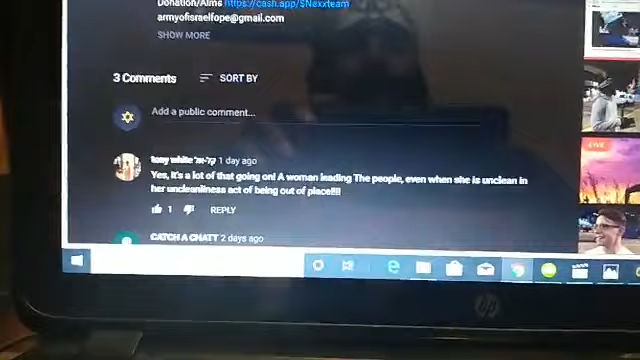 Donation/Alms https://cash.app/$Nexxteam
armyofisraelfope@gmail.com
SHOW MORE
3 Comments SORT BY
Add a public comment...
tony white 1 day ago
Yes, it's a lot of that going on! A woman leading The people, even when she is unclean in
her uncleanliness act of being out of place!!!!
1 REPLY
CATCH A CHATT 2 days ago
LIVE
hp